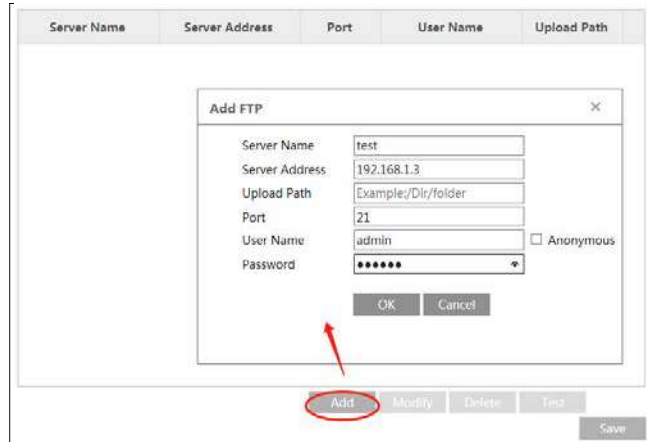 Server Name Server Address Port User Name Upload Path
Add FTP ×
Server Name test
Server Address 192.168.1.3
Upload Path Example:/Dir/folder
Port 21
User Name admin Anonymous
Password ●●●●●●
OK Cancel
Add Modify Delete Test
Save